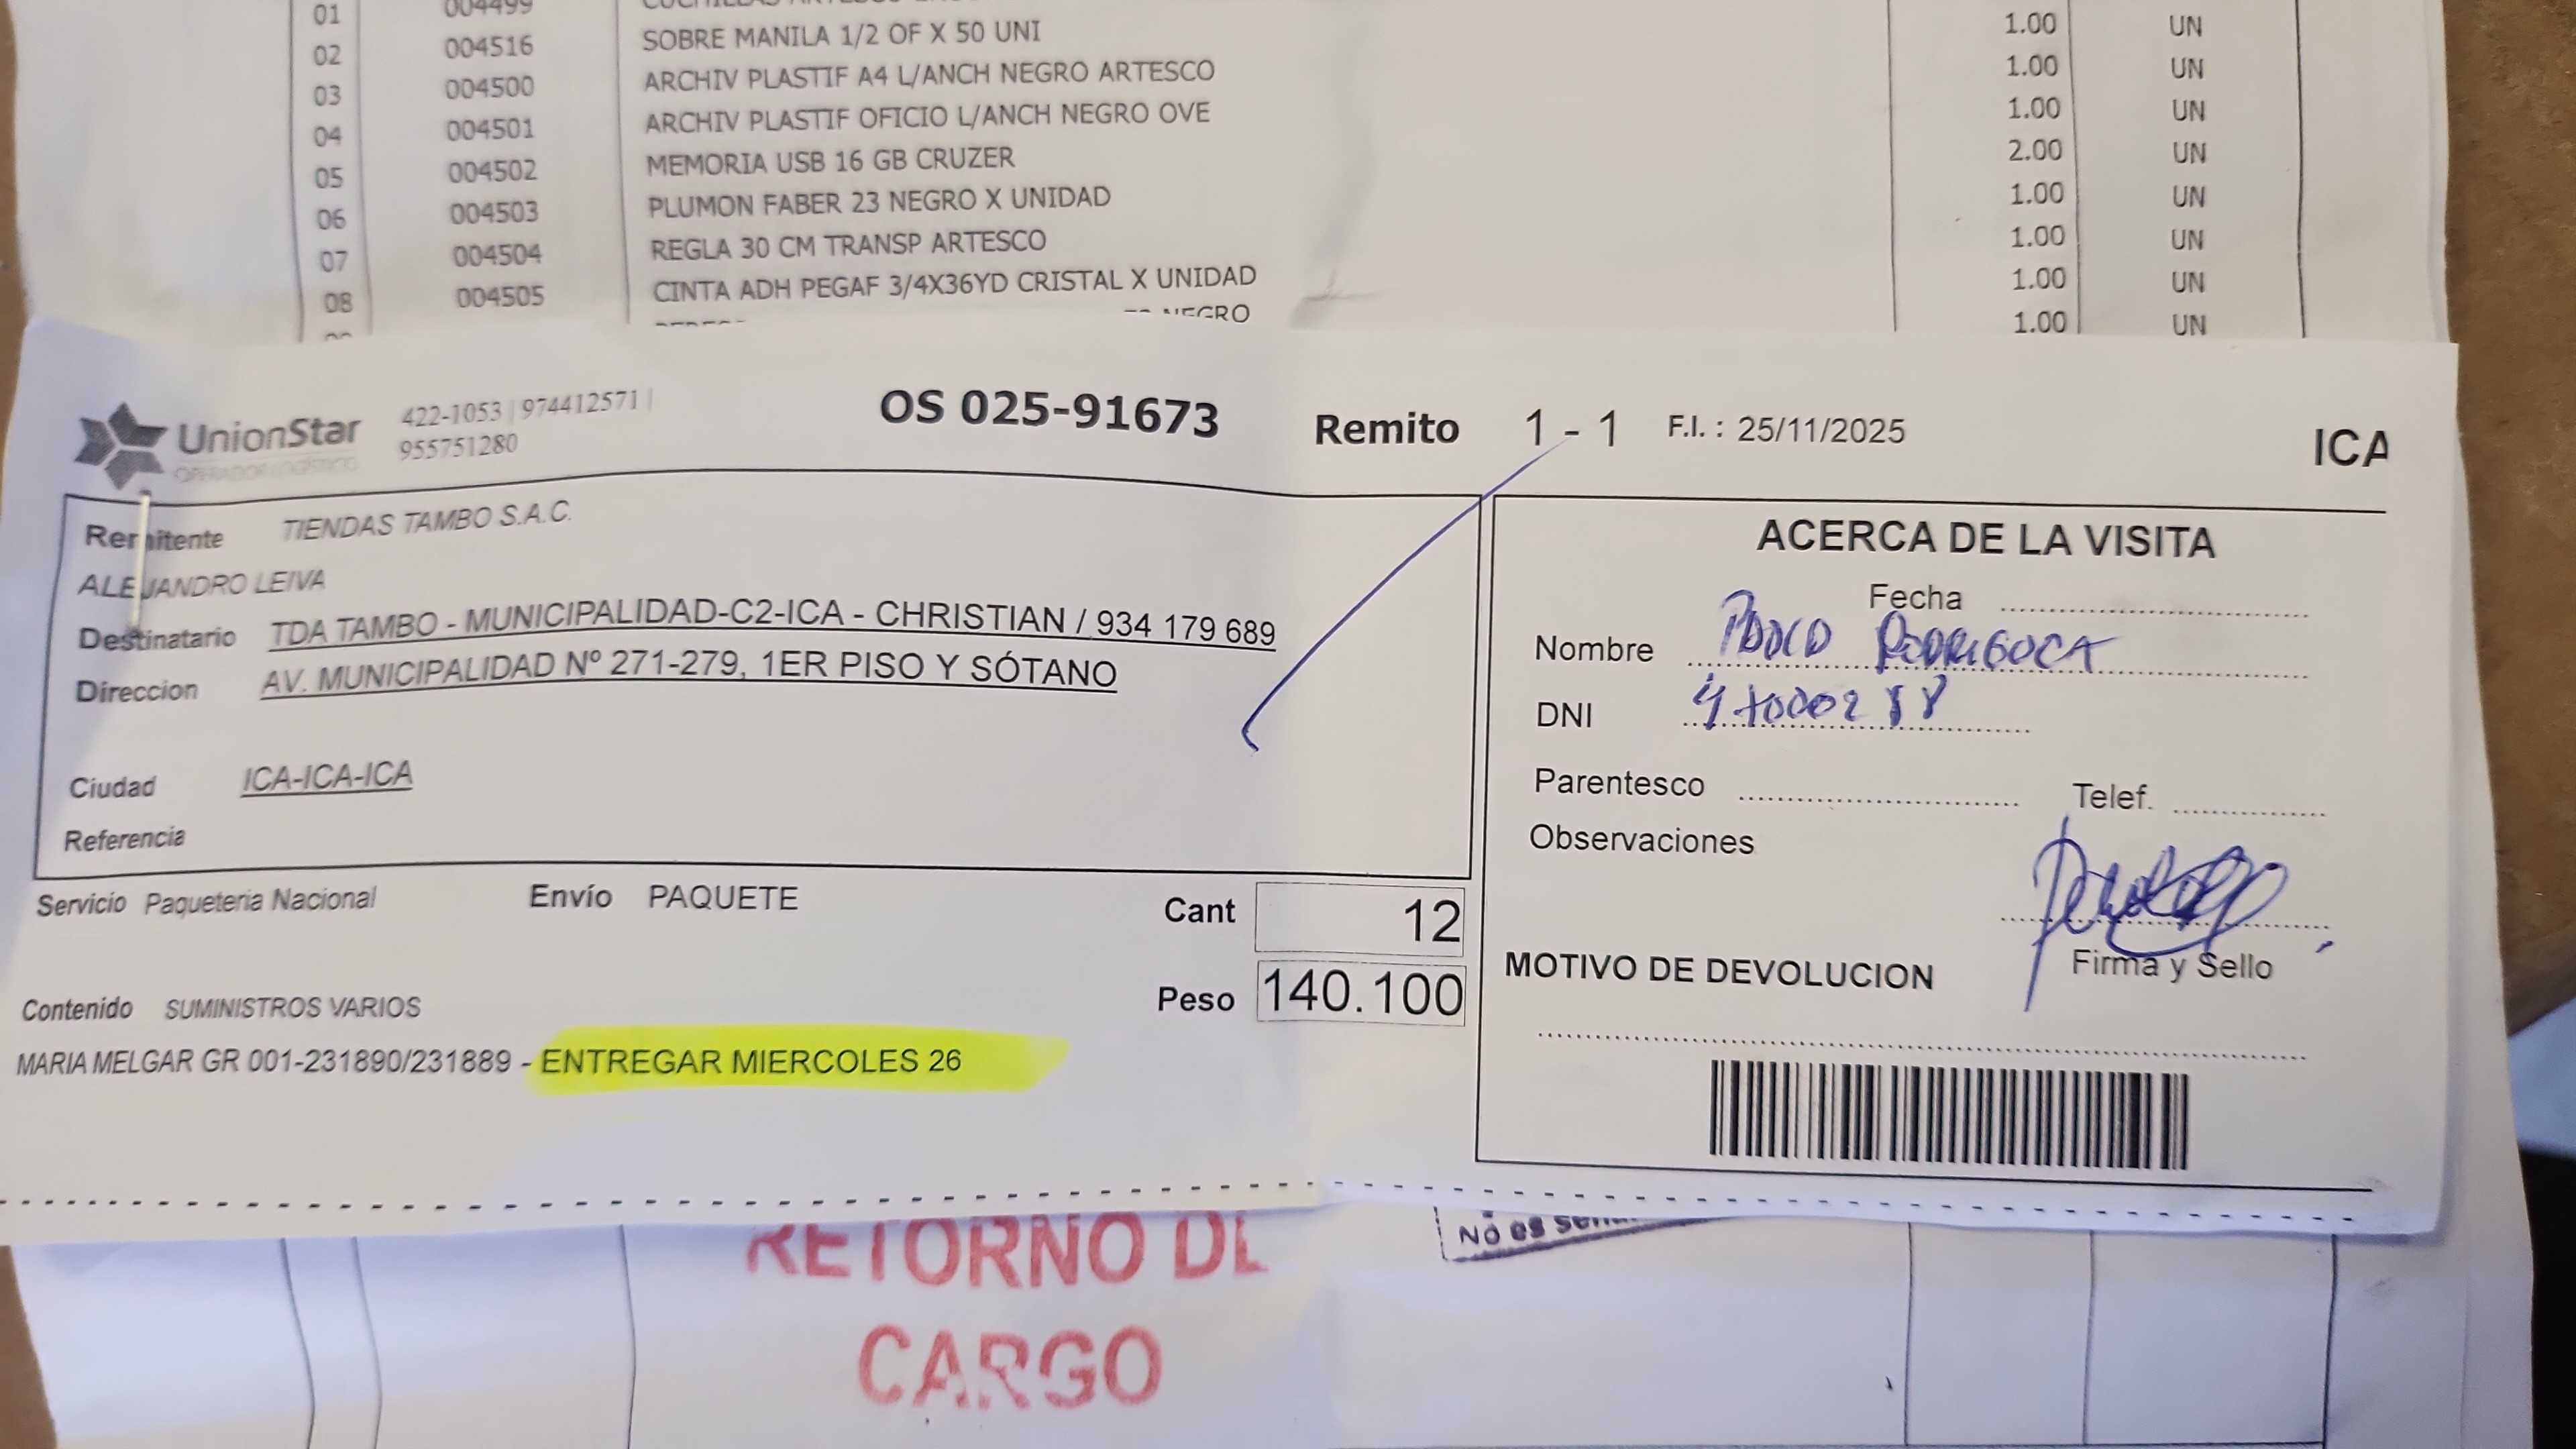 01 004499
02 004516 SOBRE MANILA 1/2 OF X 50 UNI 1.00 UN
03 004500 ARCHIV PLASTIF A4 L/ANCH NEGRO ARTESCO 1.00 UN
04 004501 ARCHIV PLASTIF OFICIO L/ANCH NEGRO OVE 1.00 UN
05 004502 MEMORIA USB 16 GB CRUZER 2.00 UN
06 004503 PLUMON FABER 23 NEGRO X UNIDAD 1.00 UN
07 004504 REGLA 30 CM TRANSP ARTESCO 1.00 UN
08 004505 CINTA ADH PEGAF 3/4X36YD CRISTAL X UNIDAD 1.00 UN
NEGRO 1.00 UN
UnionStar
OPERADOR LOGÍSTICO
422-1053 | 974412571 |
955751280
OS 025-91673 Remito 1 - 1 F.I. : 25/11/2025 ICA
Remitente TIENDAS TAMBO S.A.C.
ALEJANDRO LEIVA
Destinatario TDA TAMBO - MUNICIPALIDAD-C2-ICA - CHRISTIAN / 934 179 689
Direccion AV. MUNICIPALIDAD Nº 271-279, 1ER PISO Y SÓTANO
Ciudad ICA-ICA-ICA
Referencia
Servicio Paqueteria Nacional Envío PAQUETE
Cant 12
Peso 140.100
Contenido SUMINISTROS VARIOS
MARIA MELGAR GR 001-231890/231889 - ENTREGAR MIERCOLES 26
ACERCA DE LA VISITA
Fecha
Nombre
DNI
Parentesco Telef.
Observaciones
Firma y Sello
MOTIVO DE DEVOLUCION
RETORNO DE
CARGO
No es